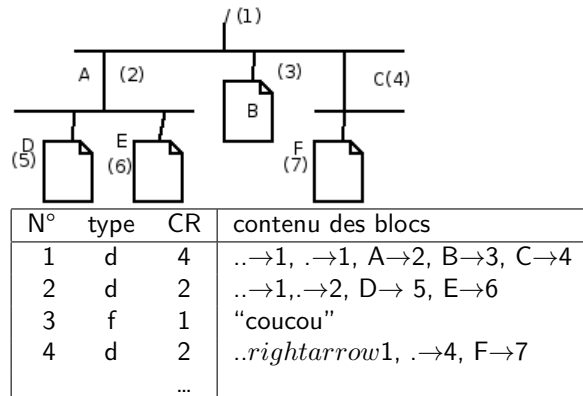 / (1)
A (2) (3) C(4)
B
D E F
(5) (6) (7)
N° type CR contenu des blocs
1 d 4 ..→1, .→1, A→2, B→3, C→4
2 d 2 ..→1,.→2, D→ 5, E→6
3 f 1 “coucou”
4 d 2 ..rightarrow1, .→4, F→7
...